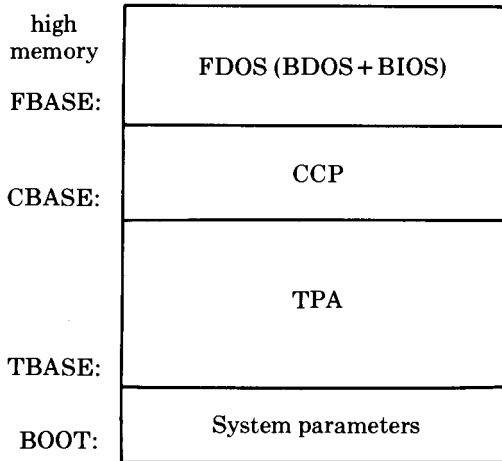 high
memory
FDOS (BDOS+BIOS)
FBASE:
CCP
CBASE:
TPA
TBASE:
System parameters
BOOT: